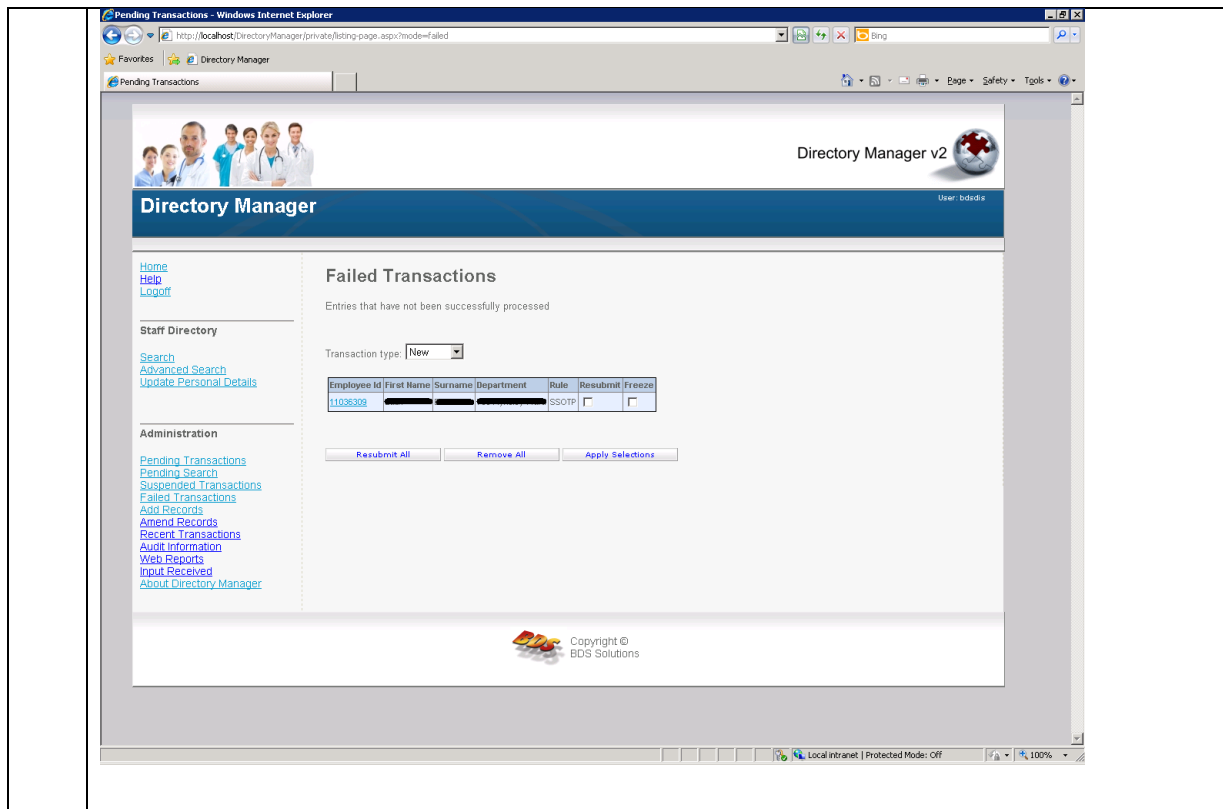 Pending Transactions - Windows Internet Explorer
http://localhost/DirectoryManager/private/listing-page.aspx?mode=failed
Bing
Favorites
Directory Manager
Pending Transactions
Page
Safety
Tools
Directory Manager v2
Directory Manager
User: bdsdis
Home
Help
Logoff
Staff Directory
Search
Advanced Search
Update Personal Details
Administration
Pending Transactions
Pending Search
Suspended Transactions
Failed Transactions
Add Records
Amend Records
Recent Transactions
Audit Information
Web Reports
Input Received
About Directory Manager
Failed Transactions
Entries that have not been successfully processed
Transaction type: New
Employee Id First Name Surname Department Rule Resubmit Freeze
11036309 SSOTP
Resubmit All Remove All Apply Selections
BDS
Copyright ©
BDS Solutions
Local intranet | Protected Mode: Off
100%